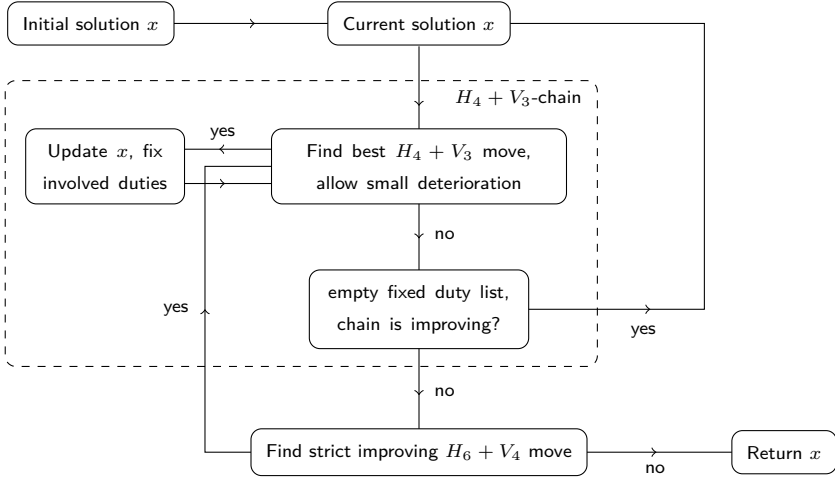 Initial solution x
Current solution x
H₄ + V₃-chain
yes
Update x, fix
involved duties
Find best H₄ + V₃ move,
allow small deterioration
no
empty fixed duty list,
chain is improving?
yes
yes
no
Find strict improving H₆ + V₄ move
no
Return x